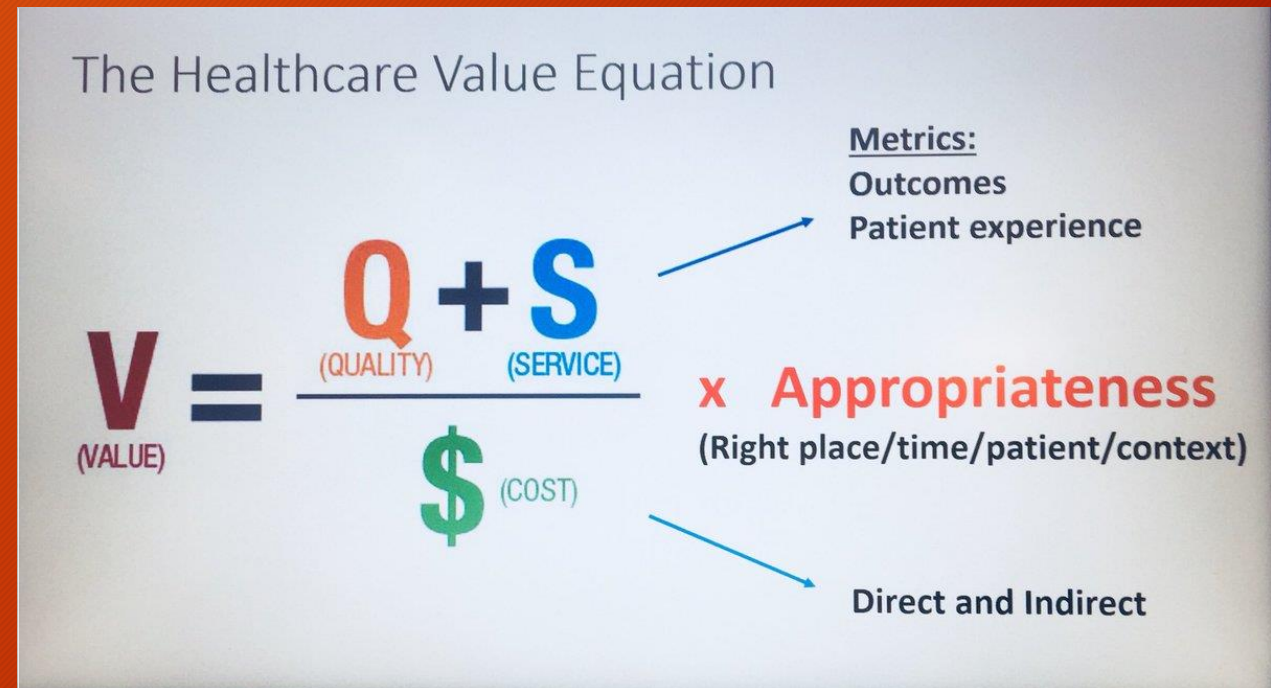 The Healthcare Value Equation
Metrics:
Outcomes
Patient experience
Q + S
(QUALITY) (SERVICE)
V =
(VALUE)
$ (COST)
x Appropriateness
(Right place/time/patient/context)
Direct and Indirect